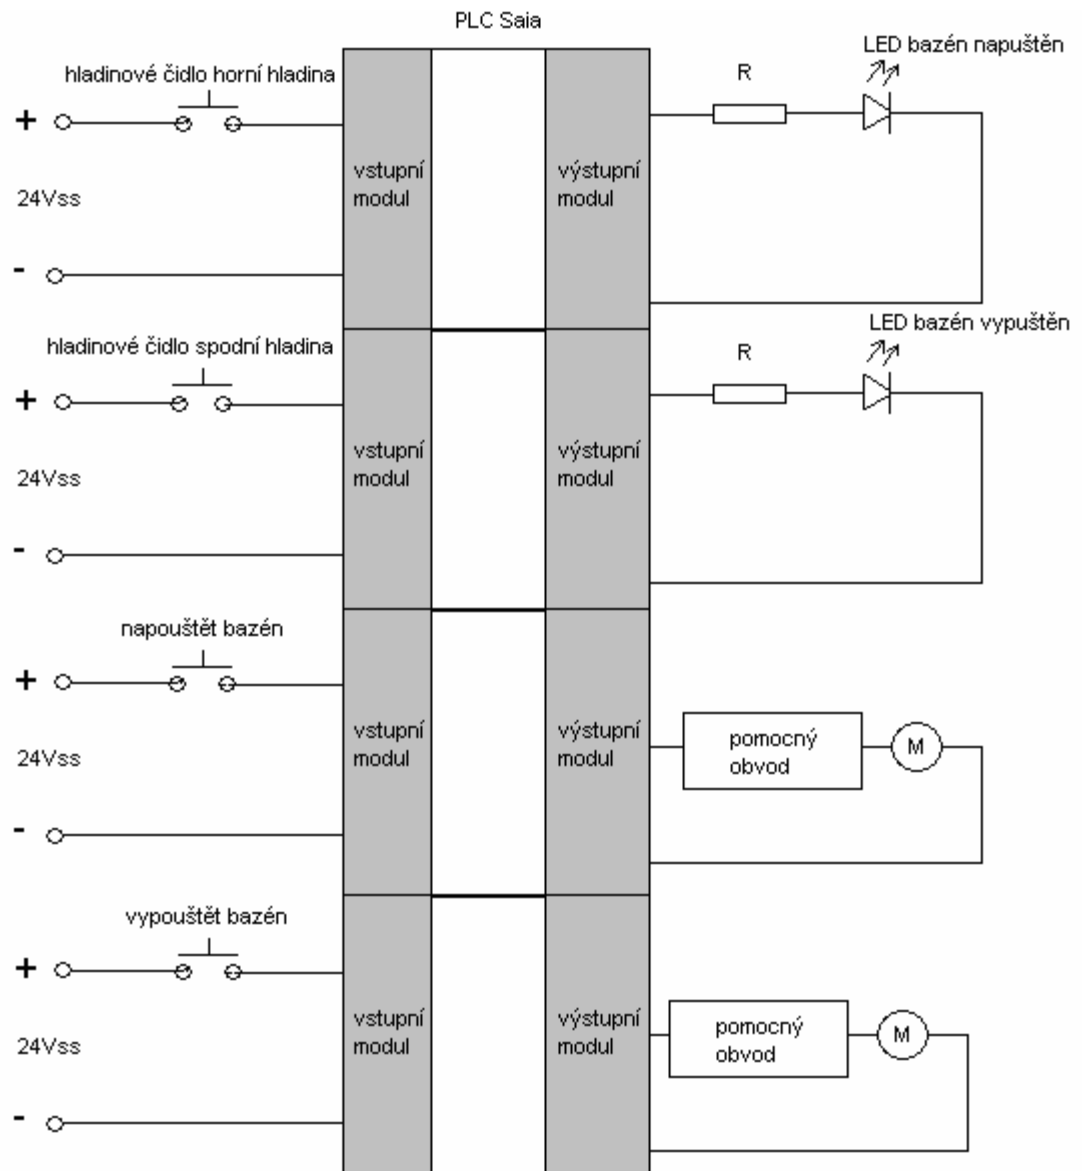 PLC Saia
hladinové čidlo horní hladina
+
24Vss
-
vstupní
modul
výstupní
modul
R
LED bazén napuštěn
hladinové čidlo spodní hladina
+
24Vss
-
vstupní
modul
výstupní
modul
R
LED bazén vypuštěn
napouštět bazén
+
24Vss
-
vstupní
modul
výstupní
modul
pomocný
obvod
M
vypouštět bazén
+
24Vss
-
vstupní
modul
výstupní
modul
pomocný
obvod
M